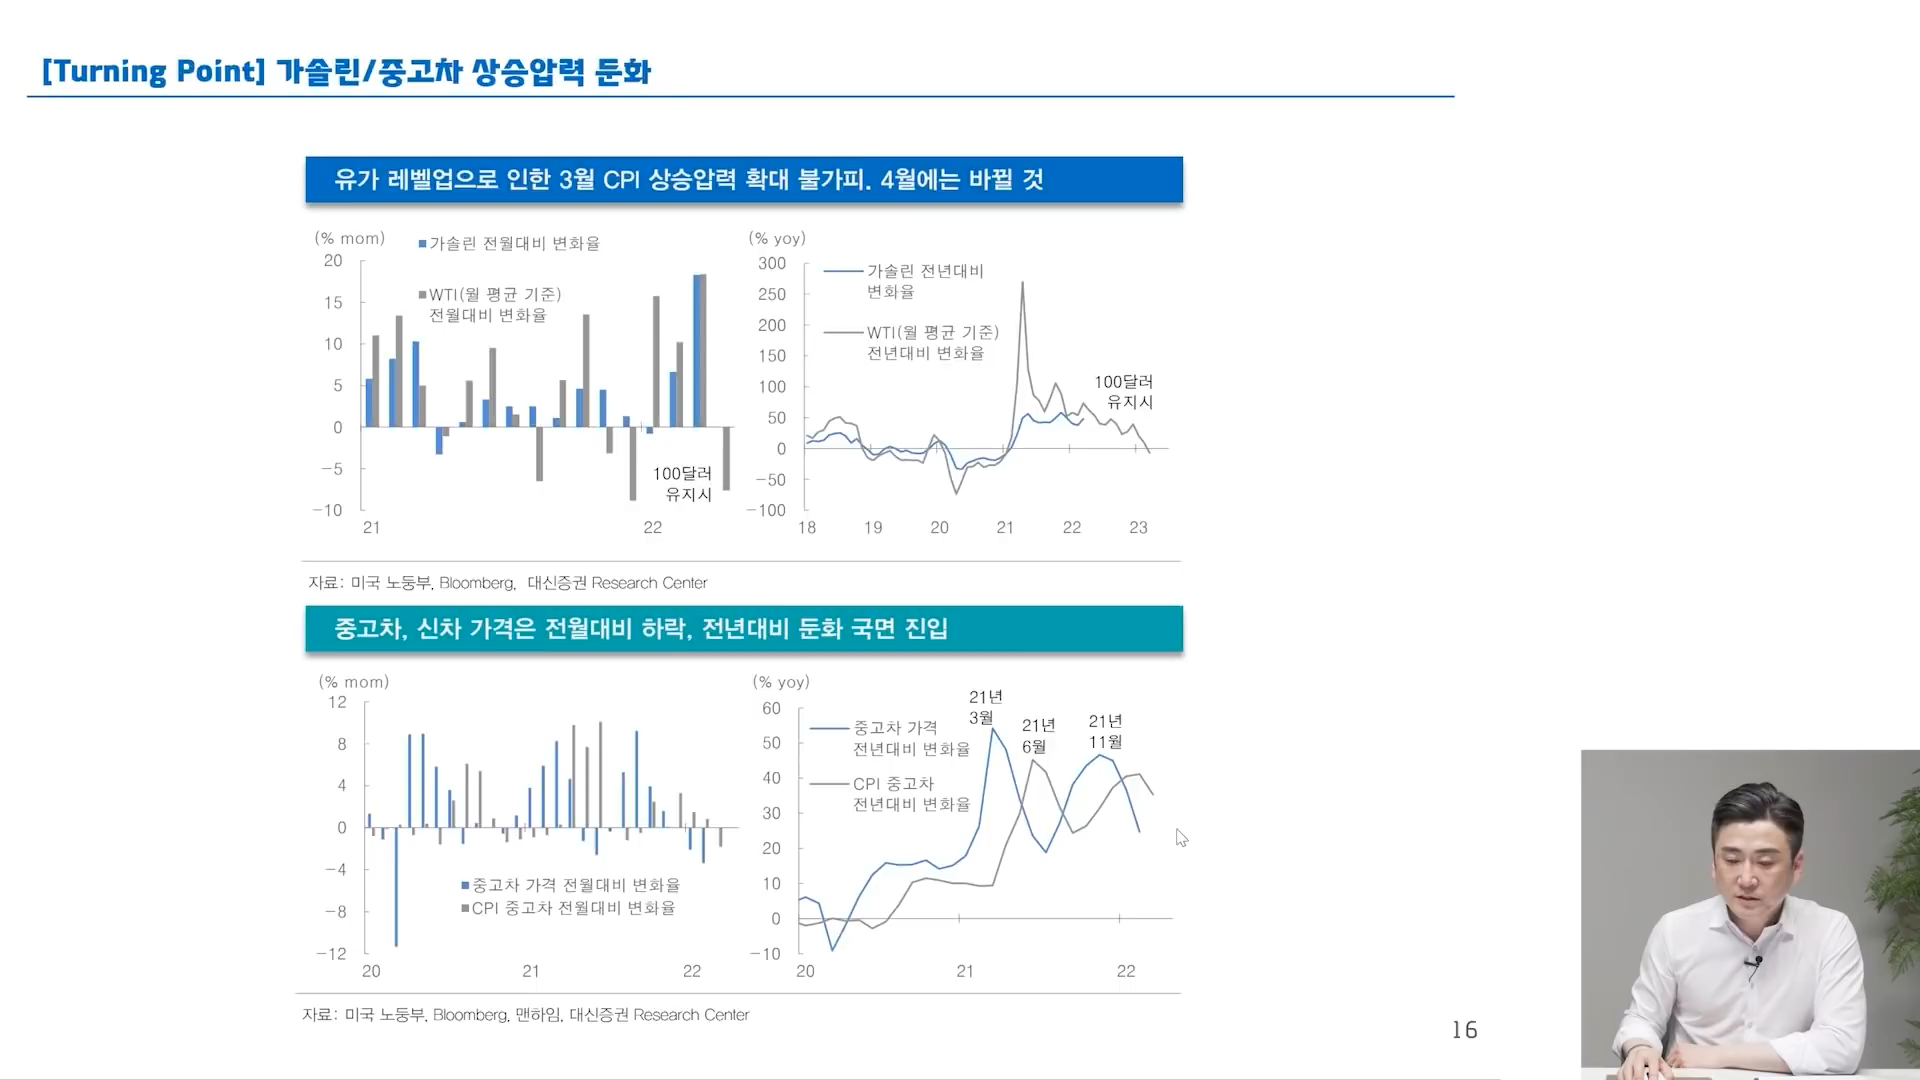 [Turning Point] 가솔린/중고차 상승압력 둔화
유가 레벨업으로 인한 3월 CPI 상승압력 확대 불가피. 4월에는 바뀔 것
(% mom)
가솔린 전월대비 변화율
WTI(월 평균 기준)
전월대비 변화율
20
15
10
5
0
-5
-10
100달러
유지시
21
22
(% yoy)
가솔린 전년대비
변화율
WTI(월 평균 기준)
전년대비 변화율
300
250
200
150
100
50
0
-50
-100
100달러
유지시
18
19
20
21
22
23
자료: 미국 노동부, Bloomberg, 대신증권 Research Center
중고차, 신차 가격은 전월대비 하락, 전년대비 둔화 국면 진입
(% mom)
12
8
4
0
-4
-8
-12
중고차 가격 전월대비 변화율
CPI 중고차 전월대비 변화율
20
21
22
(% yoy)
60
50
40
30
20
10
0
-10
중고차 가격
전년대비 변화율
CPI 중고차
전년대비 변화율
21년
3월
21년
6월
21년
11월
20
21
22
자료: 미국 노동부, Bloomberg, 맨하임, 대신증권 Research Center
16